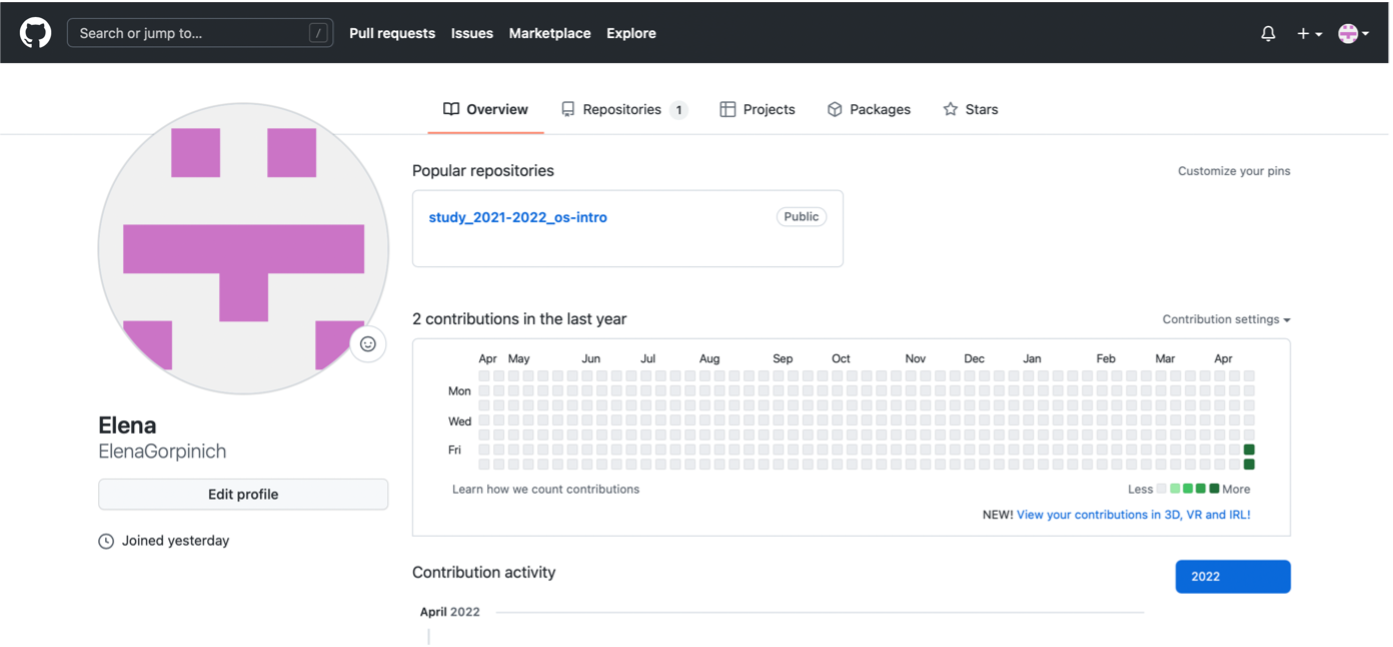 Search or jump to... /
Pull requests Issues Marketplace Explore
Overview Repositories 1 Projects Packages Stars
Popular repositories Customize your pins
study_2021-2022_os-intro Public
2 contributions in the last year Contribution settings
Apr May Jun Jul Aug Sep Oct Nov Dec Jan Feb Mar Apr
Mon
Wed
Fri
Learn how we count contributions Less More
NEW! View your contributions in 3D, VR and IRL!
Elena
ElenaGorpinich
Edit profile
Joined yesterday
Contribution activity 2022
April 2022